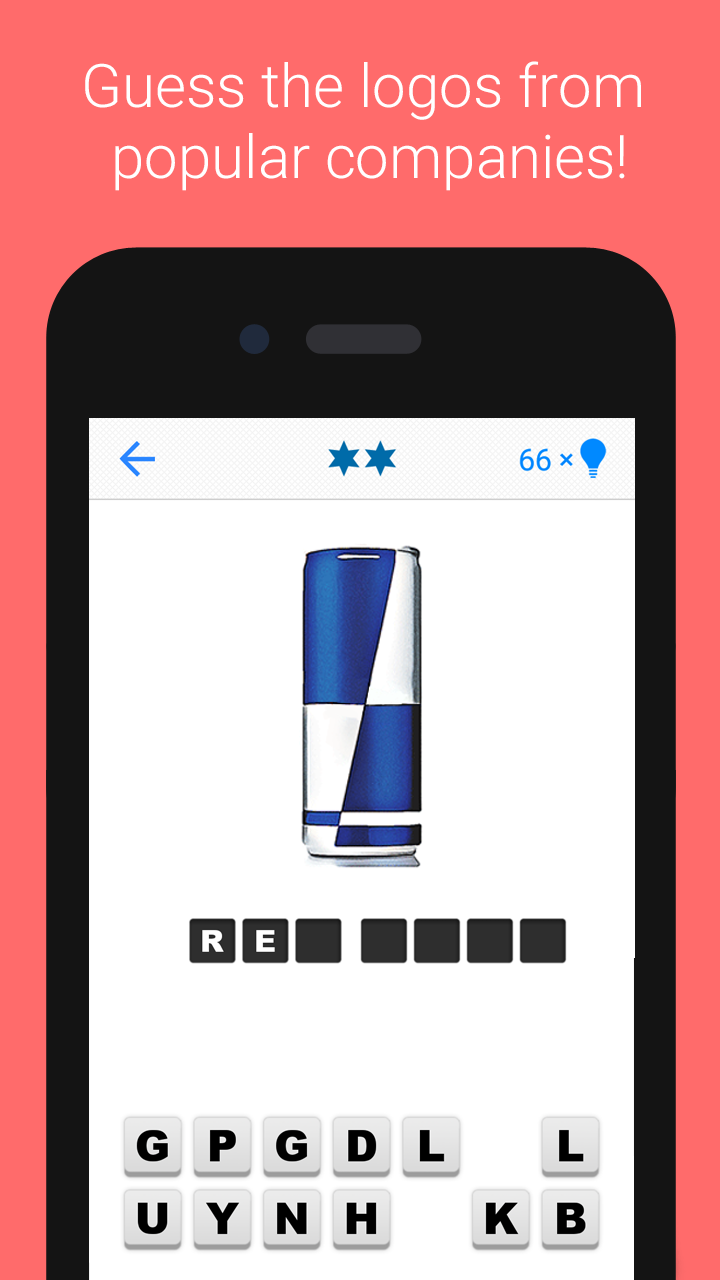 Guess the logos from
popular companies!
66 ×
R E
G P G D L L
U Y N H K B